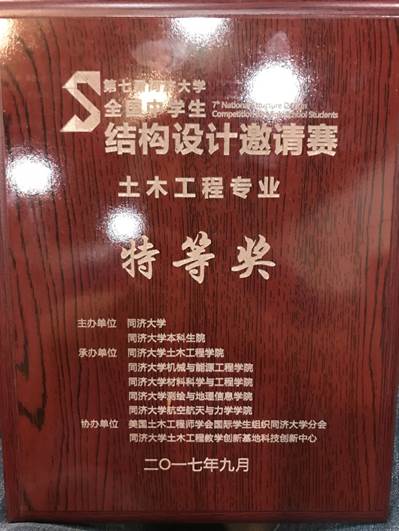 第七届同济大学
全国中学生
7th National Structure Design
Competition for High School Students
结构设计邀请赛
土木工程专业
特等奖
主办单位 同济大学
同济大学本科生院
承办单位 同济大学土木工程学院
同济大学机械与能源工程学院
同济大学材料科学与工程学院
同济大学测绘与地理信息学院
同济大学航空航天与力学学院
协办单位 美国土木工程师学会国际学生组织同济大学分会
同济大学土木工程教学创新基地科技创新中心
二〇一七年九月